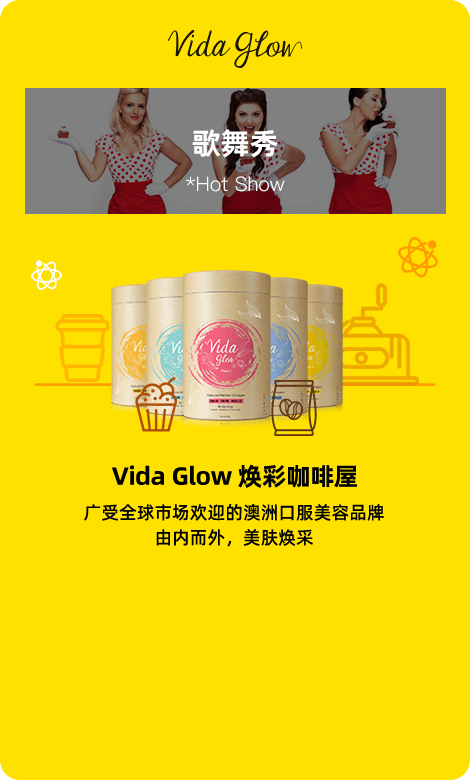 Vida Glow
歌舞秀
*Hot Show
Vida
Glow
Vida Glow 焕彩咖啡屋
广受全球市场欢迎的澳洲口服美容品牌
由内而外，美肤焕采